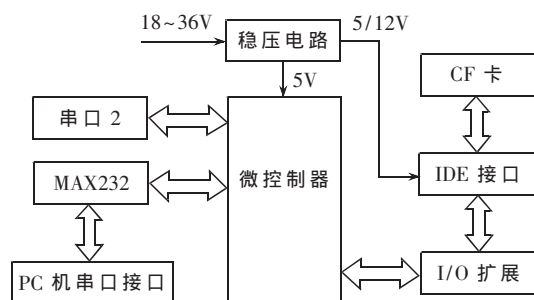 18~36V
稳压电路
5/12V
5V
CF 卡
串口 2
微控制器
MAX232
IDE 接口
PC 机串口接口
I/O 扩展